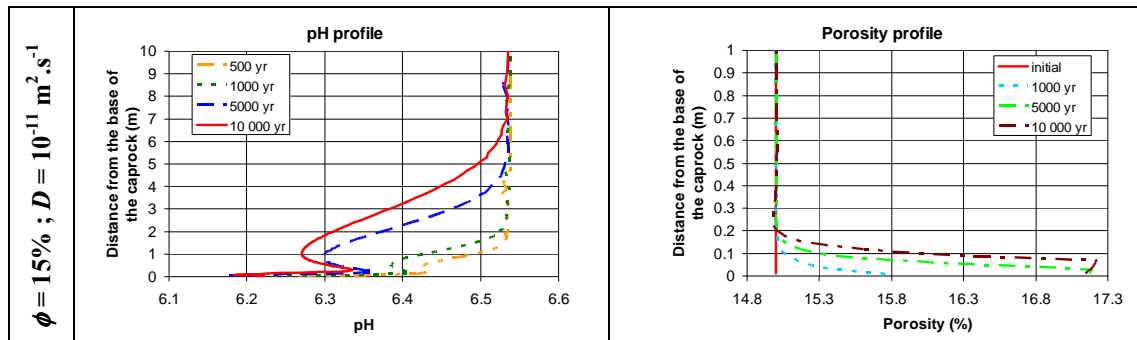 ϕ = 15% ; D = 10⁻¹¹ m².s⁻¹
pH profile
Distance from the base of
the caprock (m)
10
9
8
7
6
5
4
3
2
1
0
500 yr
1000 yr
5000 yr
10 000 yr
6.1
6.2
6.3
6.4
6.5
6.6
pH
Porosity profile
Distance from the base of
the caprock (m)
1
0.9
0.8
0.7
0.6
0.5
0.4
0.3
0.2
0.1
0
initial
1000 yr
5000 yr
10 000 yr
14.8
15.3
15.8
16.3
16.8
17.3
Porosity (%)